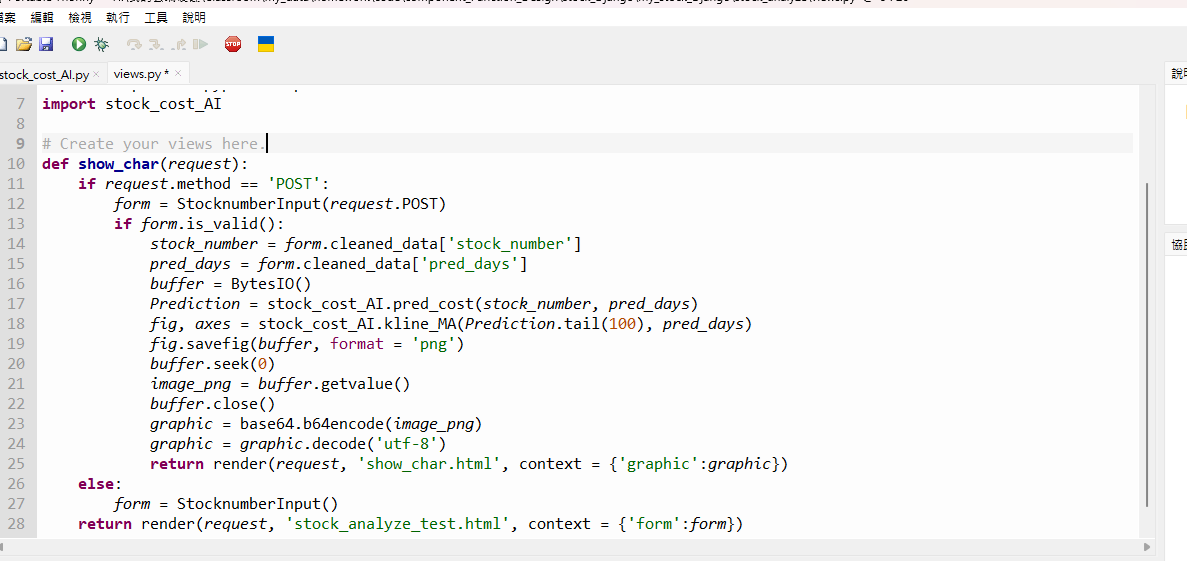 檔案 編輯 檢視 執行 工具 說明
STOP
stock_cost_AI.py × views.py * ×
7 import stock_cost_AI
8
9 # Create your views here.
10 def show_char(request):
11     if request.method == 'POST':
12         form = StocknumberInput(request.POST)
13         if form.is_valid():
14             stock_number = form.cleaned_data['stock_number']
15             pred_days = form.cleaned_data['pred_days']
16             buffer = BytesIO()
17             Prediction = stock_cost_AI.pred_cost(stock_number, pred_days)
18             fig, axes = stock_cost_AI.kline_MA(Prediction.tail(100), pred_days)
19             fig.savefig(buffer, format = 'png')
20             buffer.seek(0)
21             image_png = buffer.getvalue()
22             buffer.close()
23             graphic = base64.b64encode(image_png)
24             graphic = graphic.decode('utf-8')
25             return render(request, 'show_char.html', context = {'graphic':graphic})
26     else:
27         form = StocknumberInput()
28     return render(request, 'stock_analyze_test.html', context = {'form':form})